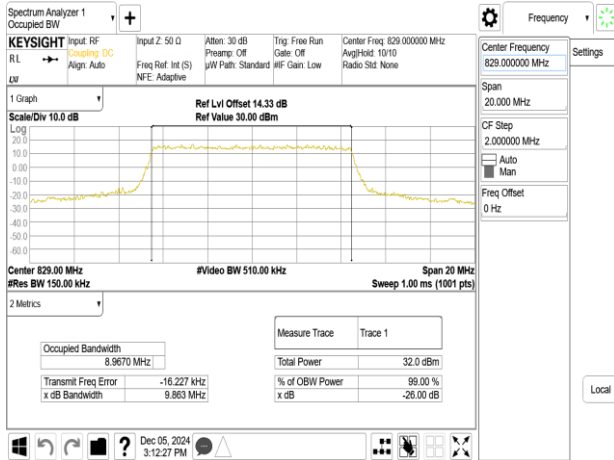 Spectrum Analyzer 1
Occupied BW
Frequency
KEYSIGHT
Input: RF
Input Z: 50 Ω
Atten: 30 dB
Trig: Free Run
Center Freq: 829.000000 MHz
RL
Coupling: DC
Preamp: Off
Gate: Off
Avg|Hold: 10/10
Align: Auto
Freq Ref: Int (S)
µW Path: Standard
#IF Gain: Low
Radio Std: None
NFE: Adaptive
Center Frequency
829.000000 MHz
Settings
Span
20.000 MHz
CF Step
2.000000 MHz
Auto
Man
Freq Offset
0 Hz
Local
1 Graph
Ref Lvl Offset 14.33 dB
Scale/Div 10.0 dB
Ref Value 30.00 dBm
Log
20.0
10.0
0.00
-10.0
-20.0
-30.0
-40.0
-50.0
-60.0
Center 829.00 MHz
#Video BW 510.00 kHz
Span 20 MHz
#Res BW 150.00 kHz
Sweep 1.00 ms (1001 pts)
2 Metrics
Measure Trace
Trace 1
Occupied Bandwidth
8.9670 MHz
Total Power
32.0 dBm
Transmit Freq Error
-16.227 kHz
% of OBW Power
99.00 %
x dB Bandwidth
9.863 MHz
x dB
-26.00 dB
?
Dec 05, 2024
3:12:27 PM